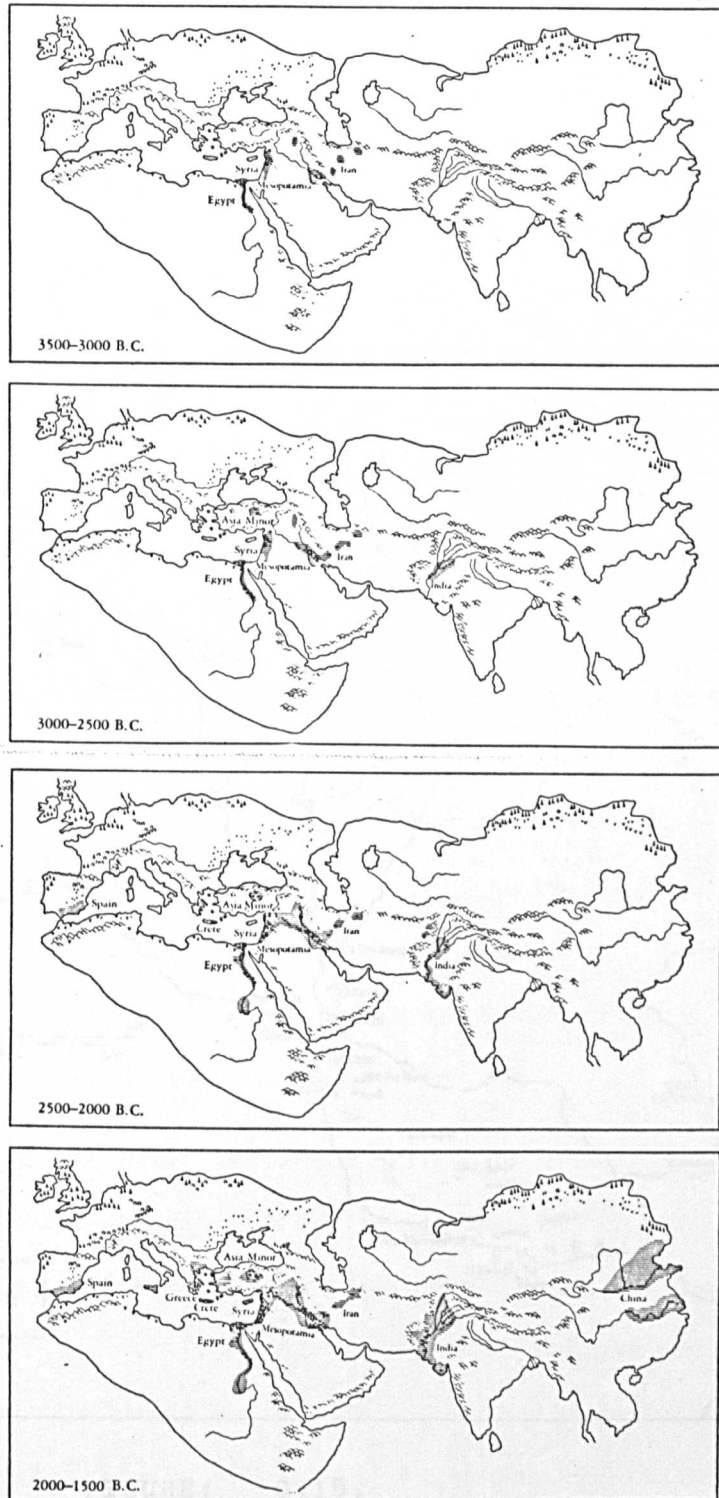 Syria
Mesopotamia
Iran
Egypt
3500–3000 B.C.
Asia Minor
Syria
Mesopotamia
Iran
Egypt
India
3000–2500 B.C.
Spain
Asia Minor
Crete
Syria
Iran
Mesopotamia
Egypt
India
2500–2000 B.C.
Asia Minor
Spain
Greece
Crete
Syria
Iran
China
Mesopotamia
Egypt
India
2000–1500 B.C.